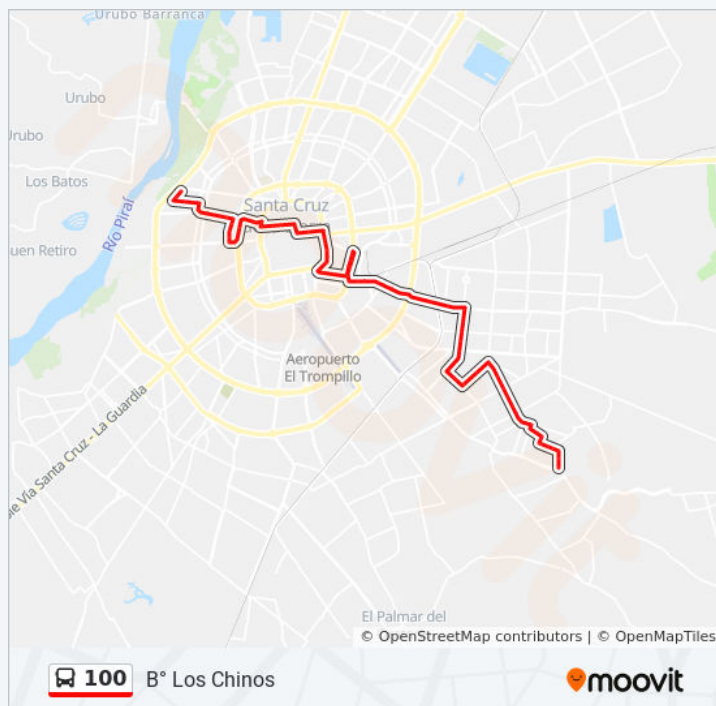 Urubo Barranca
Urubo
Urubo
Los Batos
Río Piraí
uen Retiro
Santa Cruz
Aeropuerto
El Trompillo
ble Vía Santa Cruz - La Guardia
El Palmar del
© OpenStreetMap contributors | © OpenMapTiles
100 B° Los Chinos
moovit